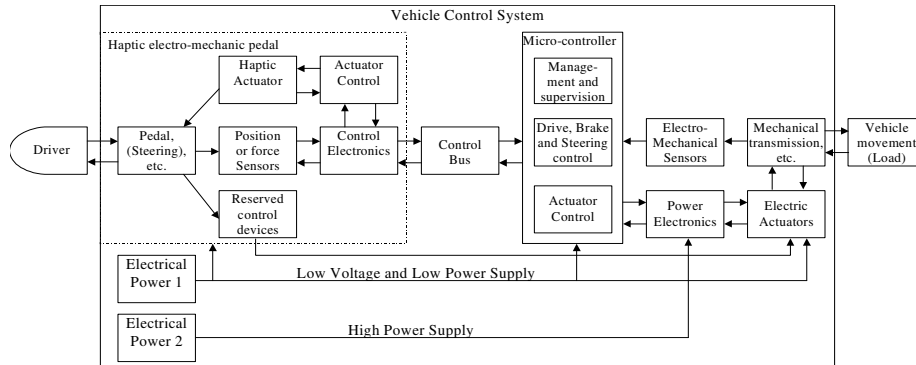 Vehicle Control System
Haptic electro-mechanic pedal
Haptic
Actuator
Actuator
Control
Micro-controller
Manage-
ment and
supervision
Driver
Pedal,
(Steering),
etc.
Position
or force
Sensors
Control
Electronics
Control
Bus
Drive, Brake
and Steering
control
Electro-
Mechanical
Sensors
Mechanical
transmission,
etc.
Vehicle
movement
(Load)
Reserved
control
devices
Actuator
Control
Power
Electronics
Electric
Actuators
Electrical
Power 1
Low Voltage and Low Power Supply
Electrical
Power 2
High Power Supply